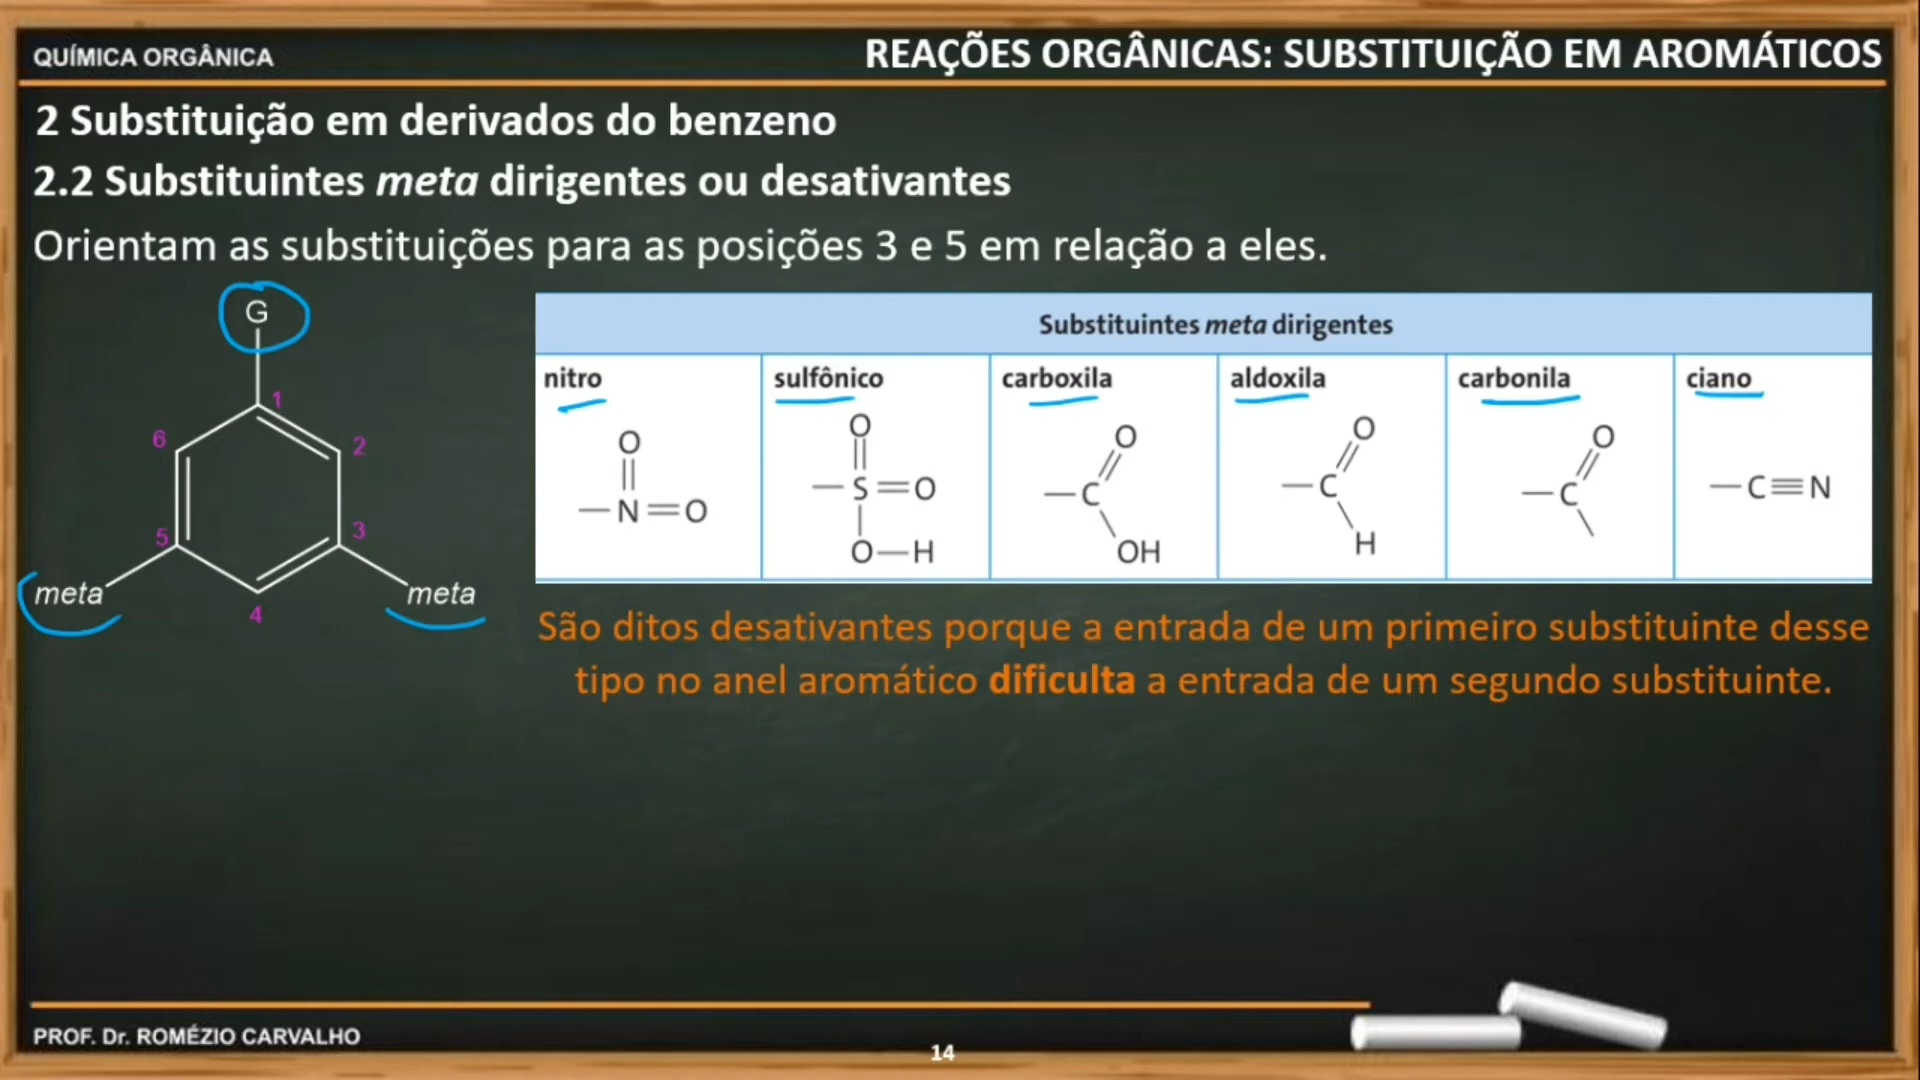 QUÍMICA ORGÂNICA
REAÇÕES ORGÂNICAS: SUBSTITUIÇÃO EM AROMÁTICOS
2 Substituição em derivados do benzeno
2.2 Substituintes meta dirigentes ou desativantes
Orientam as substituições para as posições 3 e 5 em relação a eles.
G
1
6
2
5
3
meta
meta
4
Substituintes meta dirigentes
nitro
sulfônico
carboxila
aldoxila
carbonila
ciano
O
—N=O
O
—S=O
O—H
O
—C
OH
O
—C
H
O
—C
—C≡N
São ditos desativantes porque a entrada de um primeiro substituinte desse
tipo no anel aromático dificulta a entrada de um segundo substituinte.
PROF. Dr. ROMÉZIO CARVALHO
14